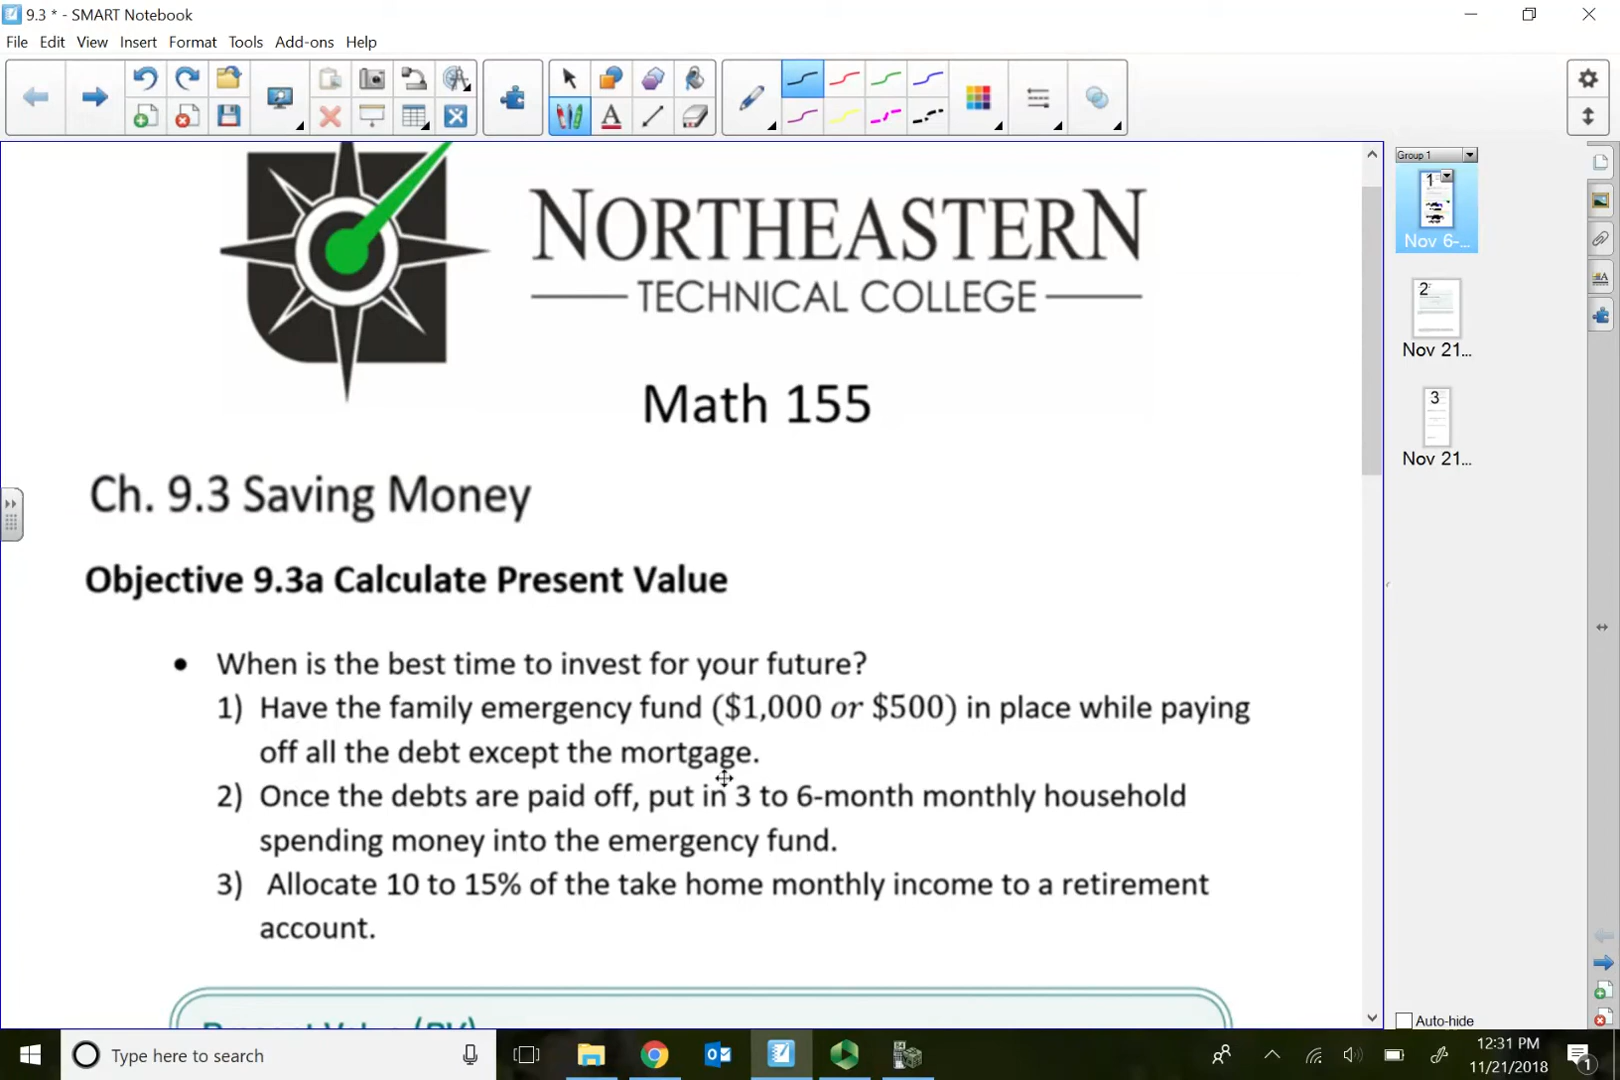 9.3 * - SMART Notebook
File Edit View Insert Format Tools Add-ons Help
Group 1
1
Nov 6-...
2
Nov 21...
3
Nov 21...
NORTHEASTERN
TECHNICAL COLLEGE
Math 155
Ch. 9.3 Saving Money
Objective 9.3a Calculate Present Value
• When is the best time to invest for your future?
1) Have the family emergency fund ($1,000 or $500) in place while paying
off all the debt except the mortgage.
2) Once the debts are paid off, put in 3 to 6-month monthly household
spending money into the emergency fund.
3) Allocate 10 to 15% of the take home monthly income to a retirement
account.
Present Value (PV)
Auto-hide
Type here to search
12:31 PM
11/21/2018
1